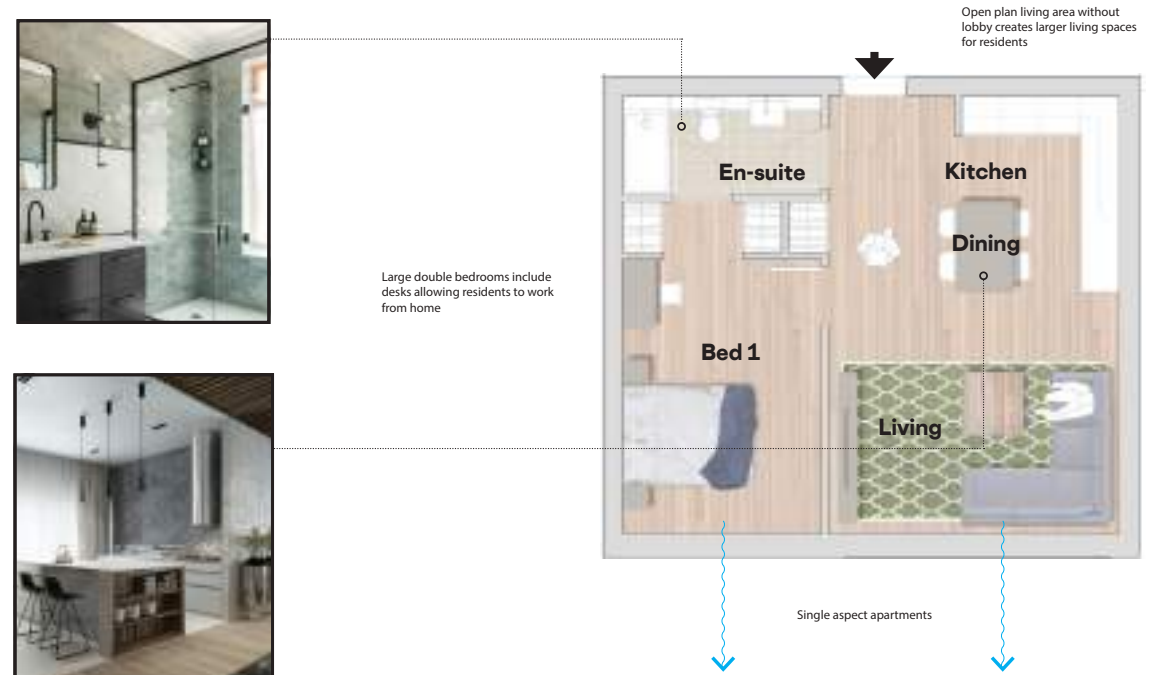 Open plan living area without
lobby creates larger living spaces
for residents
En-suite
Kitchen
Dining
Large double bedrooms include
desks allowing residents to work
from home
Bed 1
Living
Single aspect apartments